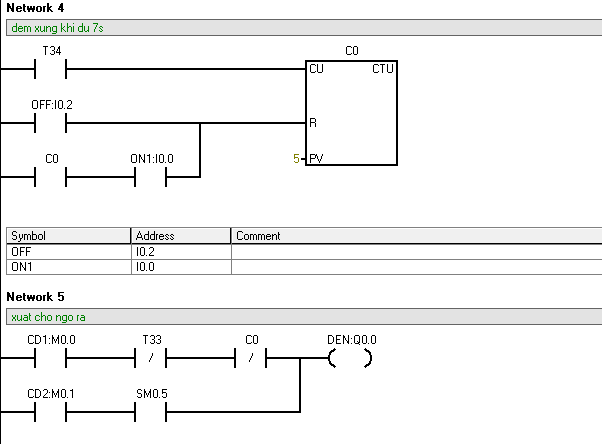 Network 4
dem xung khi du 7s
T34
C0
CU CTU
OFF:I0.2
R
C0 ON1:I0.0
5 PV
Symbol Address Comment
OFF I0.2
ON1 I0.0
Network 5
xuat cho ngo ra
CD1:M0.0 T33 C0 DEN:Q0.0
/ /
CD2:M0.1 SM0.5